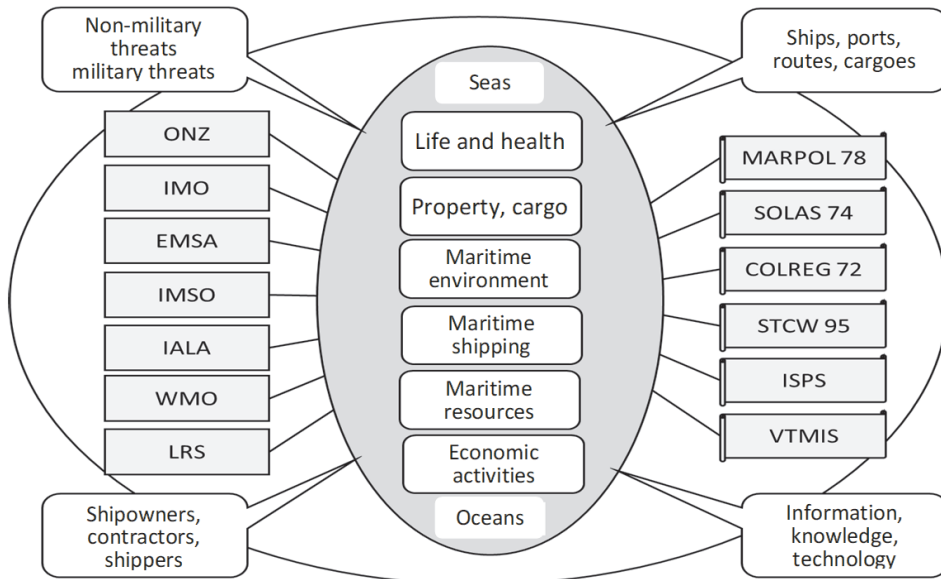 Non-military
threats
military threats
Ships, ports,
routes, cargoes
Seas
Life and health
Property, cargo
Maritime
environment
Maritime
shipping
Maritime
resources
Economic
activities
Oceans
ONZ
IMO
EMSA
IMSO
IALA
WMO
LRS
MARPOL 78
SOLAS 74
COLREG 72
STCW 95
ISPS
VTMIS
Shipowners,
contractors,
shippers
Information,
knowledge,
technology